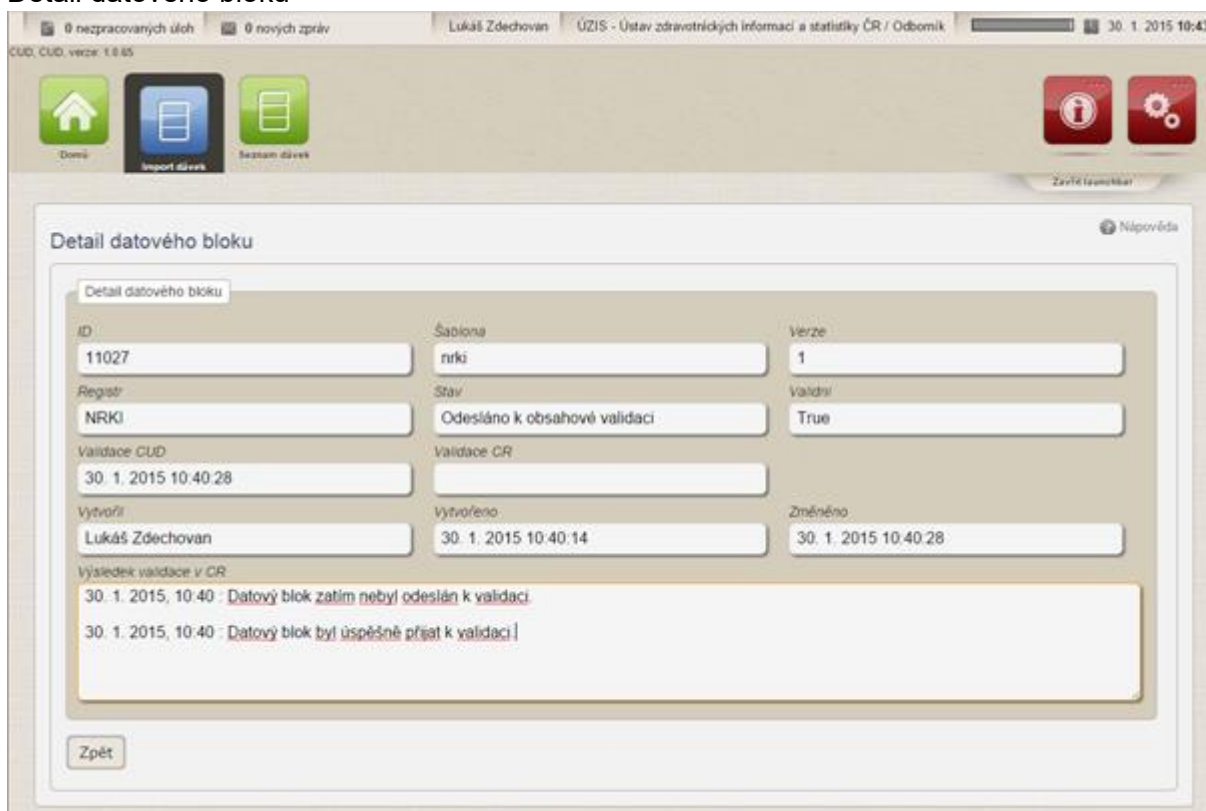 Detail datového bloku
0 nezpracovaných úloh 0 nových zpráv Lukáš Zdechovan ÚZIS - Ústav zdravotnických informací a statistiky ČR / Odborník 30. 1. 2015 10:43
CUD, CUD, verze: 1.0.65
Domů Import dávek Seznam dávek
Zavřít launchbar
Detail datového bloku Nápověda
Detail datového bloku
ID Šablona Verze
11027 nrki 1
Registr Stav Validní
NRKI Odesláno k obsahové validaci True
Validace CUD Validace CR
30. 1. 2015 10:40:28
Vytvořil Vytvořeno Změněno
Lukáš Zdechovan 30. 1. 2015 10:40:14 30. 1. 2015 10:40:28
Výsledek validace v CR
30. 1. 2015, 10:40 : Datový blok zatím nebyl odeslán k validaci.
30. 1. 2015, 10:40 : Datový blok byl úspěšně přijat k validaci.
Zpět